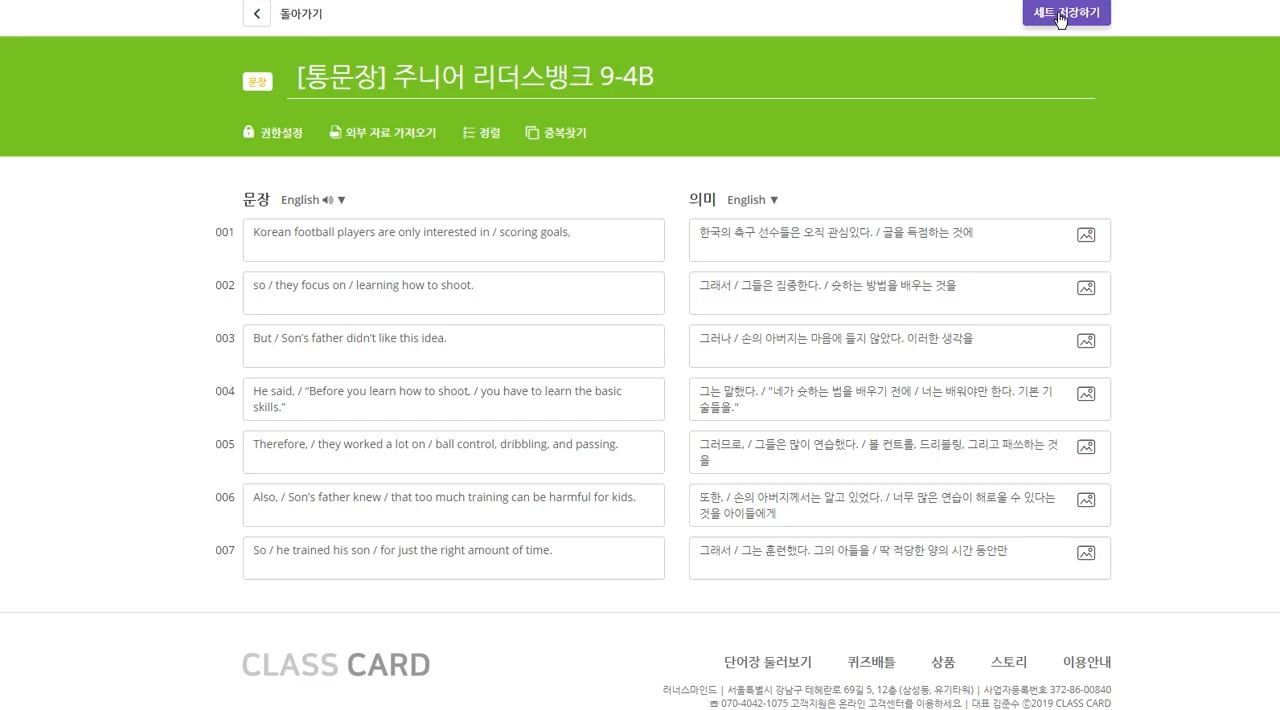 돌아가기
세트 저장하기
문장
[통문장] 주니어 리더스뱅크 9-4B
권한설정
외부 자료 가져오기
정렬
중복찾기
문장 English ▼
의미 English ▼
001
Korean football players are only interested in / scoring goals,
한국의 축구 선수들은 오직 관심있다. / 골을 득점하는 것에
002
so / they focus on / learning how to shoot.
그래서 / 그들은 집중한다. / 슛하는 방법을 배우는 것을
003
But / Son’s father didn’t like this idea.
그러나 / 손의 아버지는 마음에 들지 않았다. 이러한 생각을
004
He said, / “Before you learn how to shoot, / you have to learn the basic
skills.”
그는 말했다. / "네가 슛하는 법을 배우기 전에 / 너는 배워야만 한다. 기본 기
술들을."
005
Therefore, / they worked a lot on / ball control, dribbling, and passing.
그러므로, / 그들은 많이 연습했다. / 볼 컨트롤, 드리블링, 그리고 패쓰하는 것
을
006
Also, / Son’s father knew / that too much training can be harmful for kids.
또한, / 손의 아버지께서는 알고 있었다. / 너무 많은 연습이 해로울 수 있다는
것을 아이들에게
007
So / he trained his son / for just the right amount of time.
그래서 / 그는 훈련했다. 그의 아들을 / 딱 적당한 양의 시간 동안만
CLASS CARD
단어장 둘러보기
퀴즈배틀
상품
스토리
이용안내
러너스마인드 | 서울특별시 강남구 테헤란로 69길 5, 12층 (삼성동, 유기타워) | 사업자등록번호 372-86-00840
☎ 070-4042-1075 고객지원은 온라인 고객센터를 이용하세요 | 대표 김준수 ⓒ2019 CLASS CARD